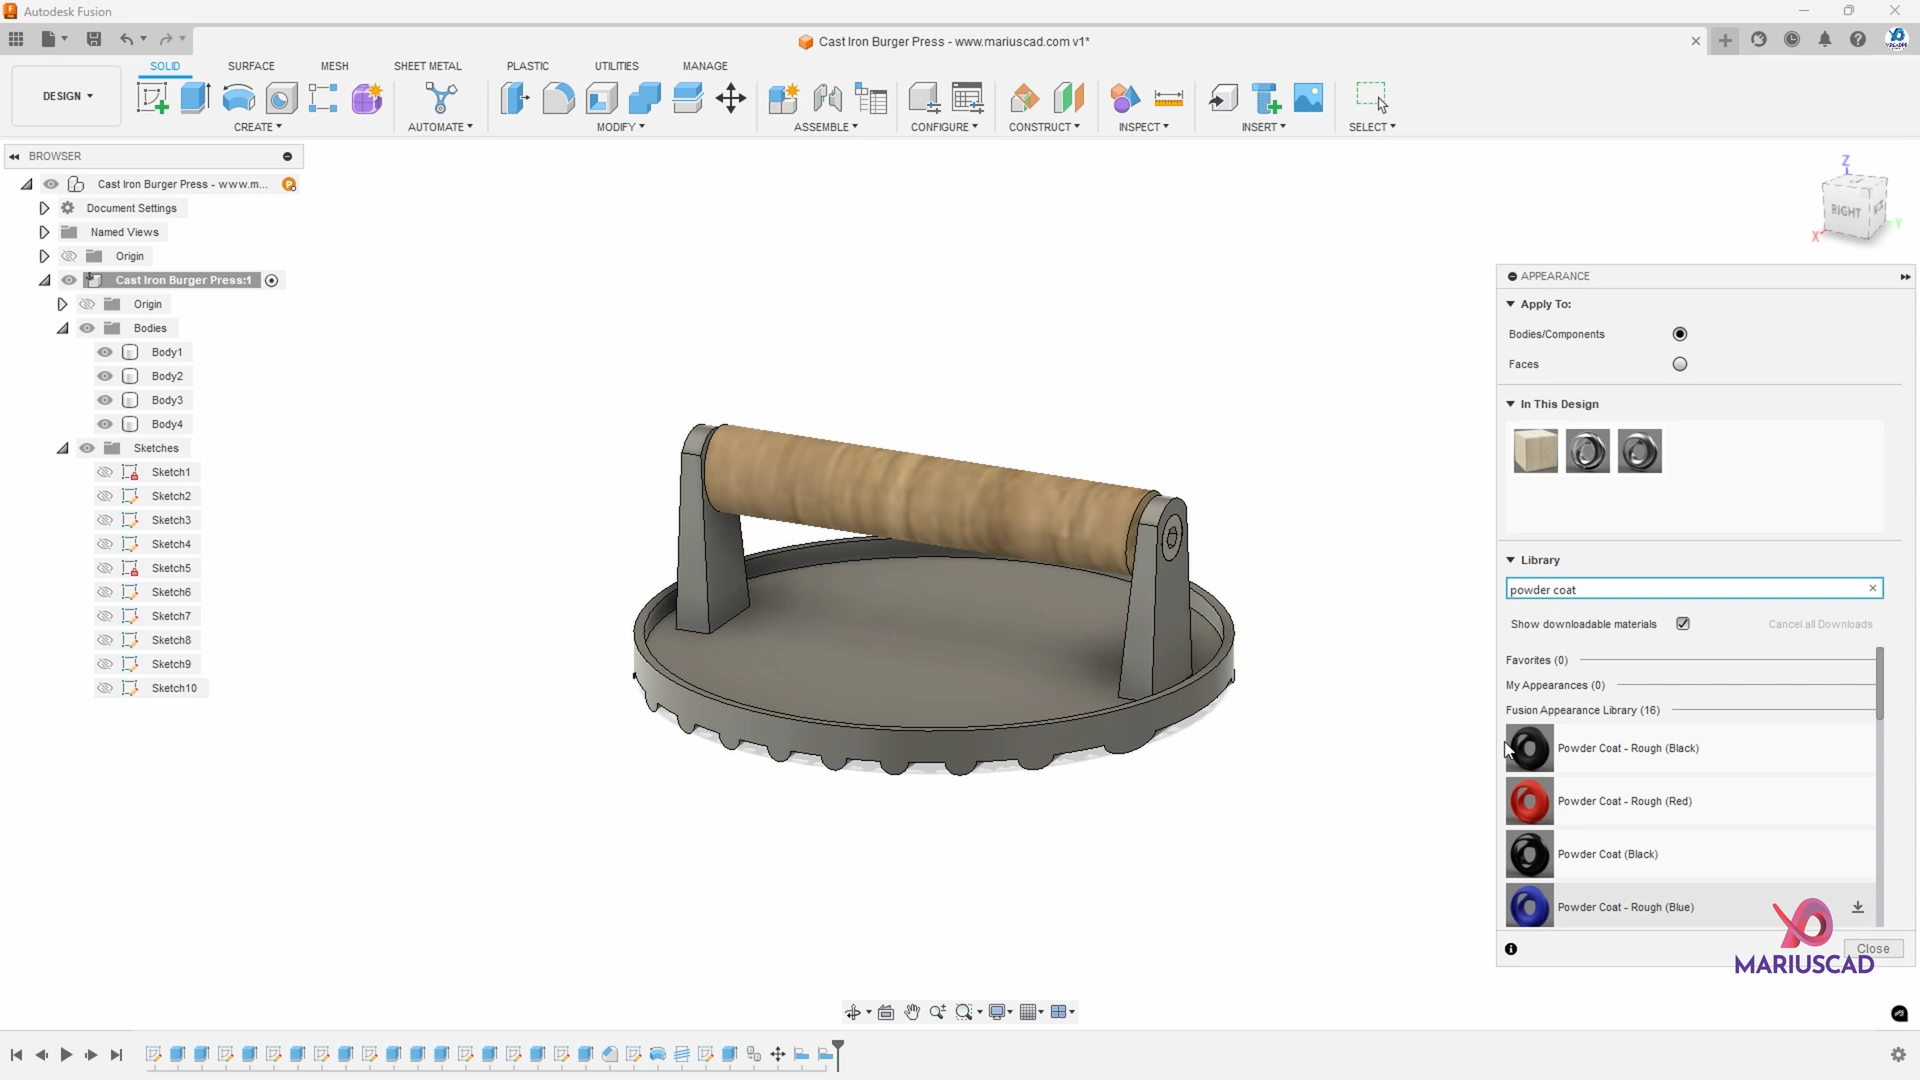 Autodesk Fusion
Cast Iron Burger Press - www.mariuscad.com v1*
SOLID
SURFACE
MESH
SHEET METAL
PLASTIC
UTILITIES
MANAGE
DESIGN
CREATE
AUTOMATE
MODIFY
ASSEMBLE
CONFIGURE
CONSTRUCT
INSPECT
INSERT
SELECT
BROWSER
Cast Iron Burger Press - www.m...
Document Settings
Named Views
Origin
Cast Iron Burger Press:1
Origin
Bodies
Body1
Body2
Body3
Body4
Sketches
Sketch1
Sketch2
Sketch3
Sketch4
Sketch5
Sketch6
Sketch7
Sketch8
Sketch9
Sketch10
Z
RIGHT
X
Y
APPEARANCE
Apply To:
Bodies/Components
Faces
In This Design
Library
powder coat
Show downloadable materials
Cancel all Downloads
Favorites (0)
My Appearances (0)
Fusion Appearance Library (16)
Powder Coat - Rough (Black)
Powder Coat - Rough (Red)
Powder Coat (Black)
Powder Coat - Rough (Blue)
Close
MARIUSCAD